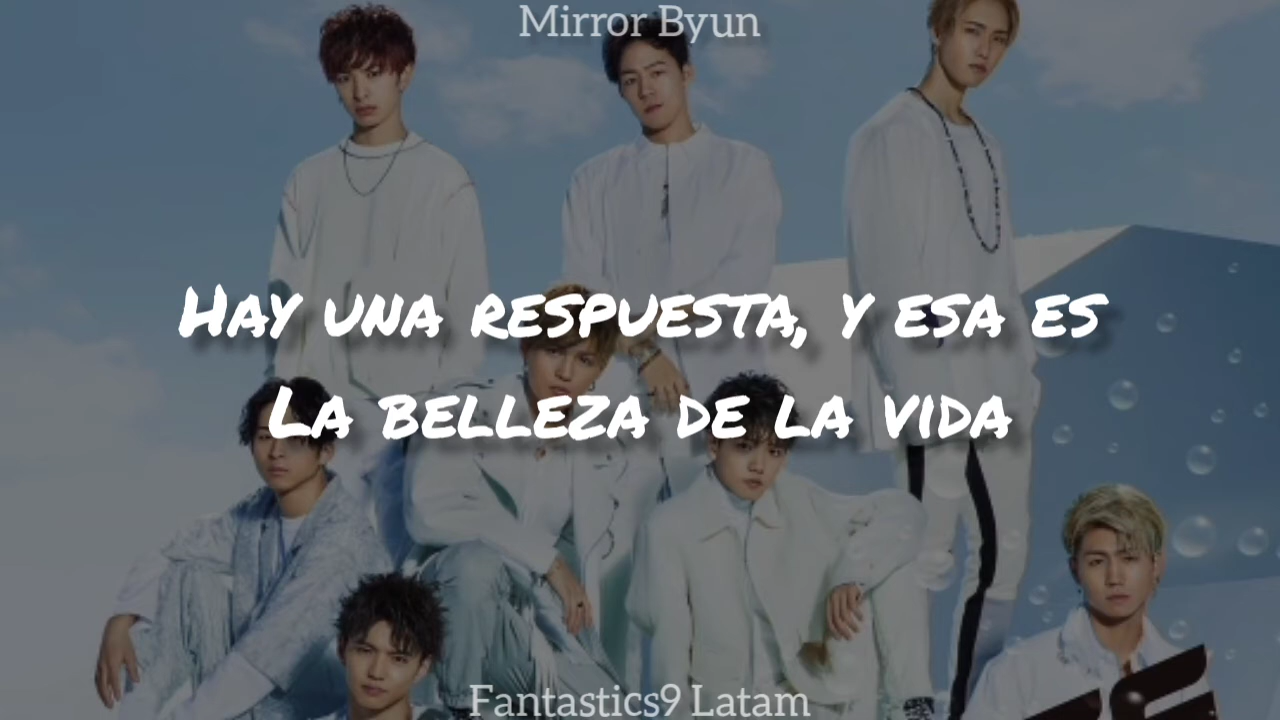 Mirror Byun
Hay una respuesta, y esa es
La belleza de la vida
Fantastics9 Latam